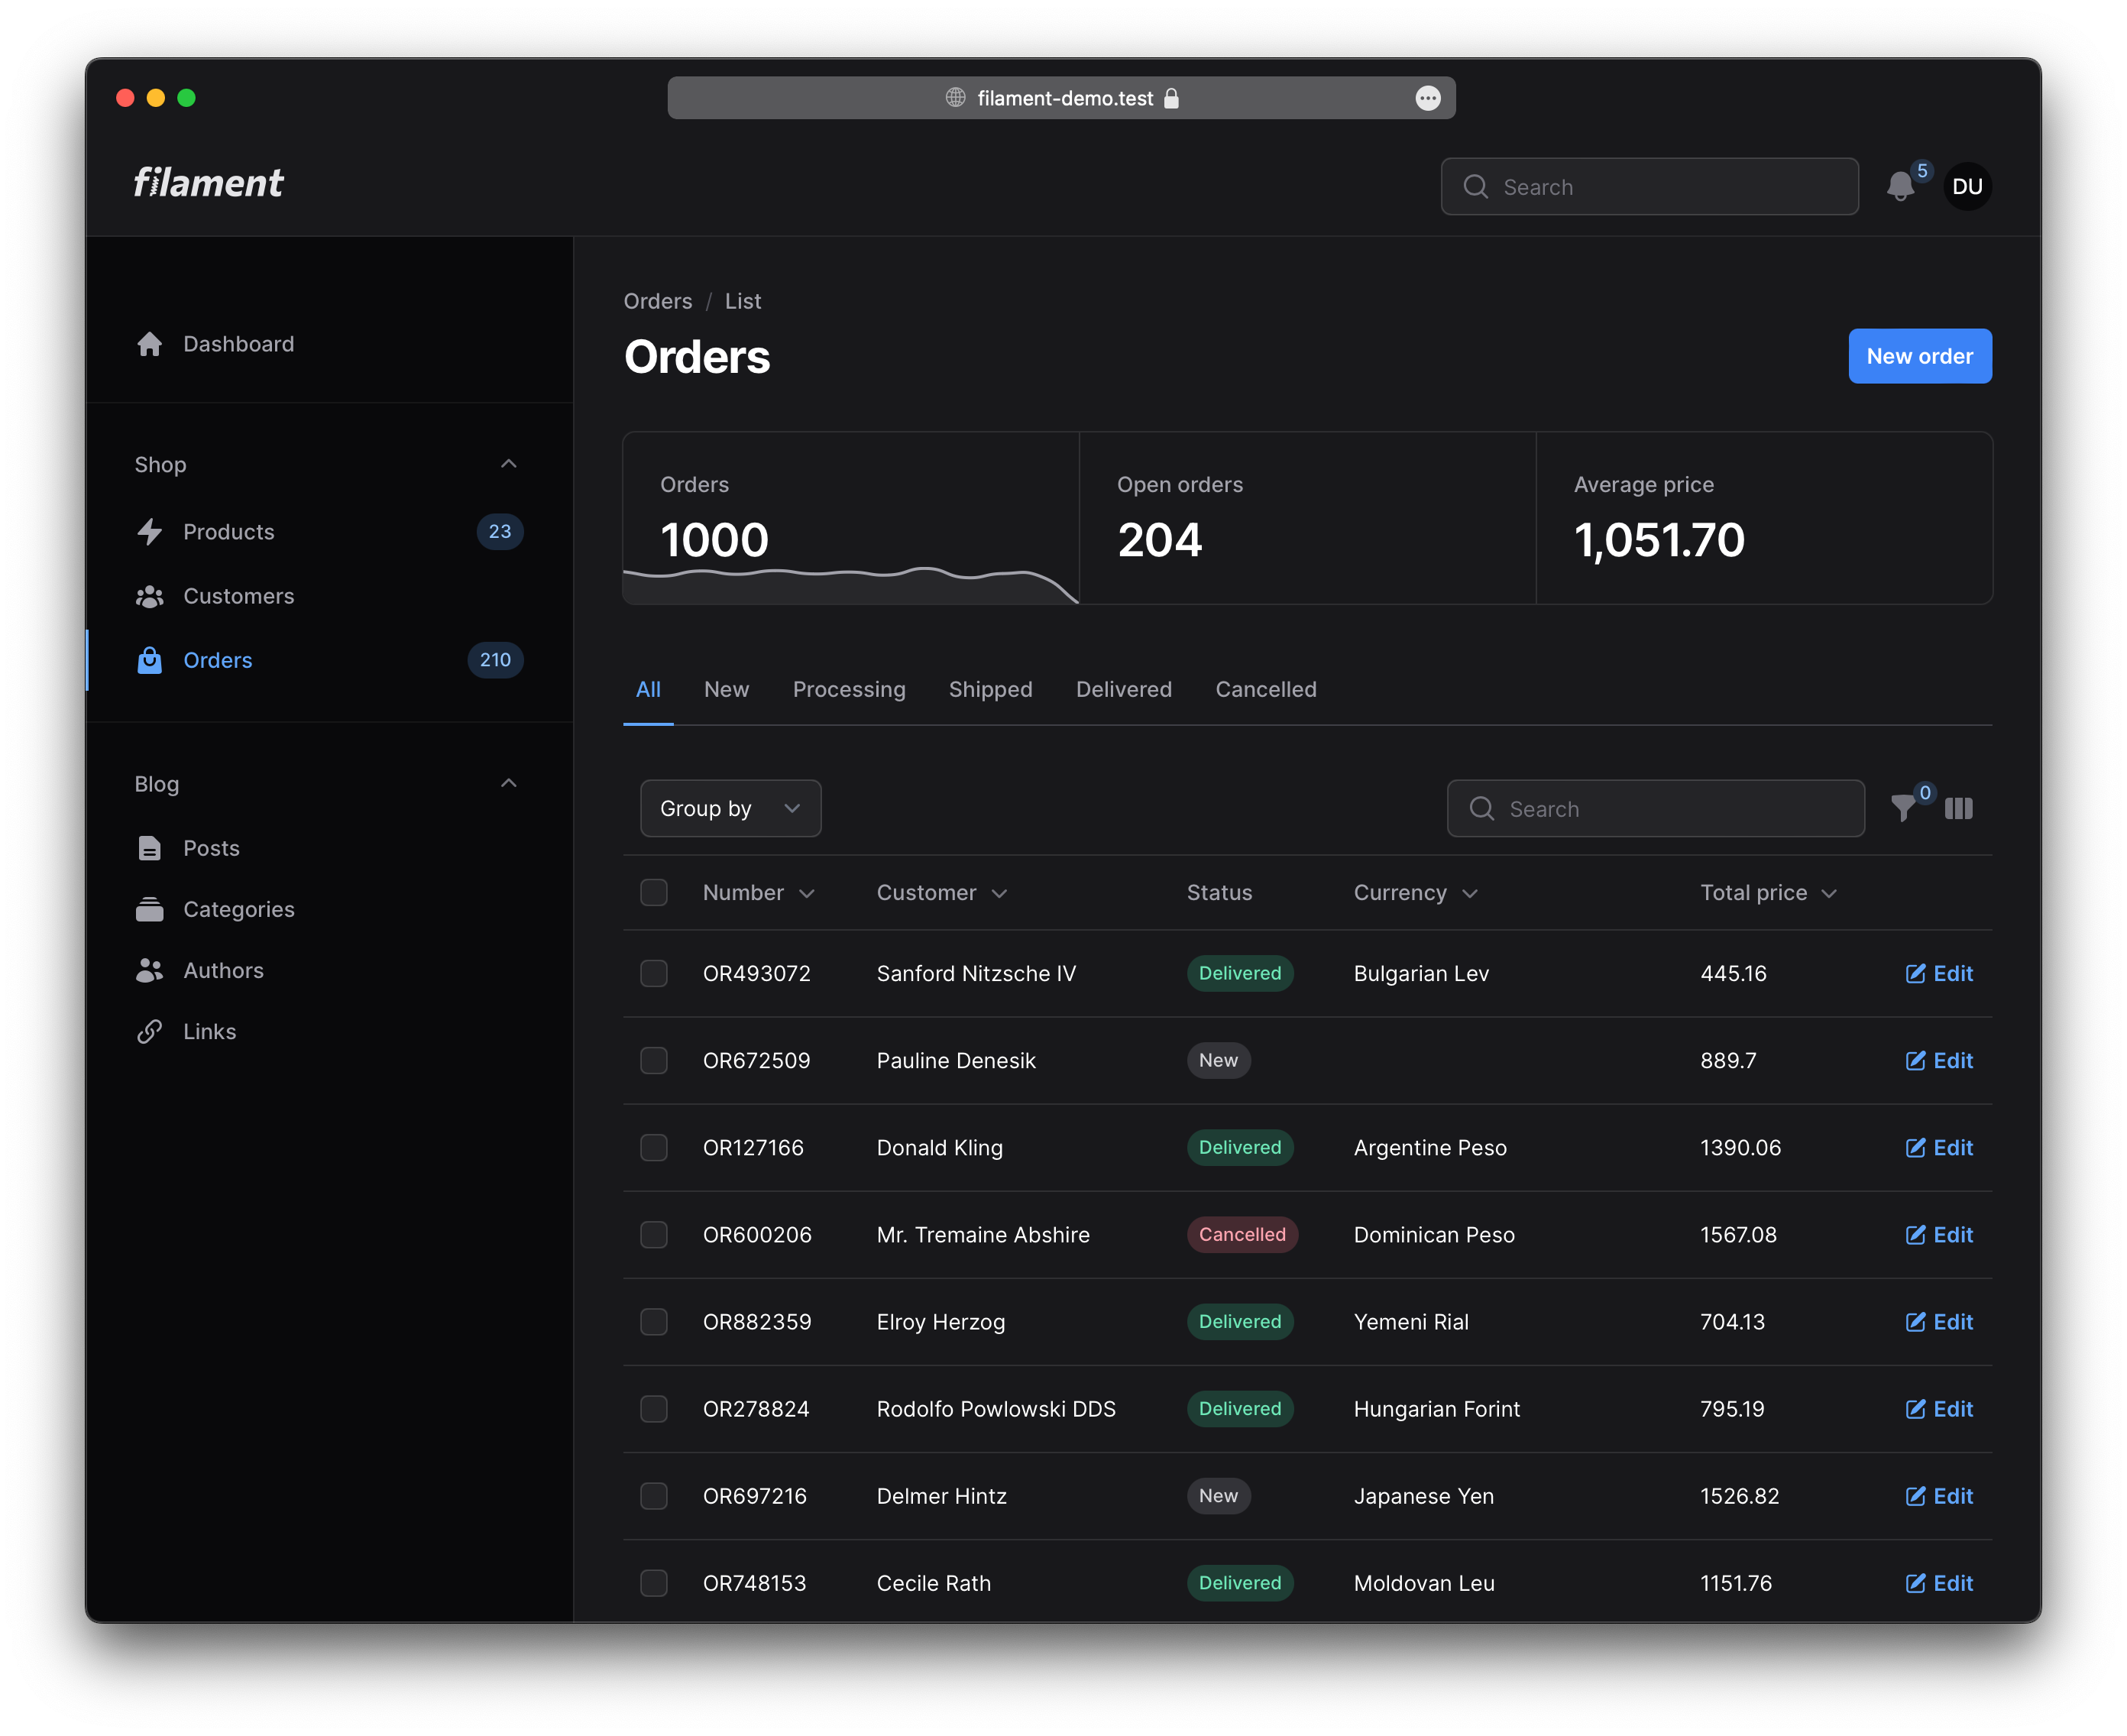 filament-demo.test
filament
Search
5
DU
Dashboard
Shop
Products 23
Customers
Orders 210
Blog
Posts
Categories
Authors
Links
Orders / List
Orders
New order
Orders
1000
Open orders
204
Average price
1,051.70
All New Processing Shipped Delivered Cancelled
Group by
Search
0
Number Customer Status Currency Total price
OR493072 Sanford Nitzsche IV Delivered Bulgarian Lev 445.16 Edit
OR672509 Pauline Denesik New 889.7 Edit
OR127166 Donald Kling Delivered Argentine Peso 1390.06 Edit
OR600206 Mr. Tremaine Abshire Cancelled Dominican Peso 1567.08 Edit
OR882359 Elroy Herzog Delivered Yemeni Rial 704.13 Edit
OR278824 Rodolfo Powlowski DDS Delivered Hungarian Forint 795.19 Edit
OR697216 Delmer Hintz New Japanese Yen 1526.82 Edit
OR748153 Cecile Rath Delivered Moldovan Leu 1151.76 Edit